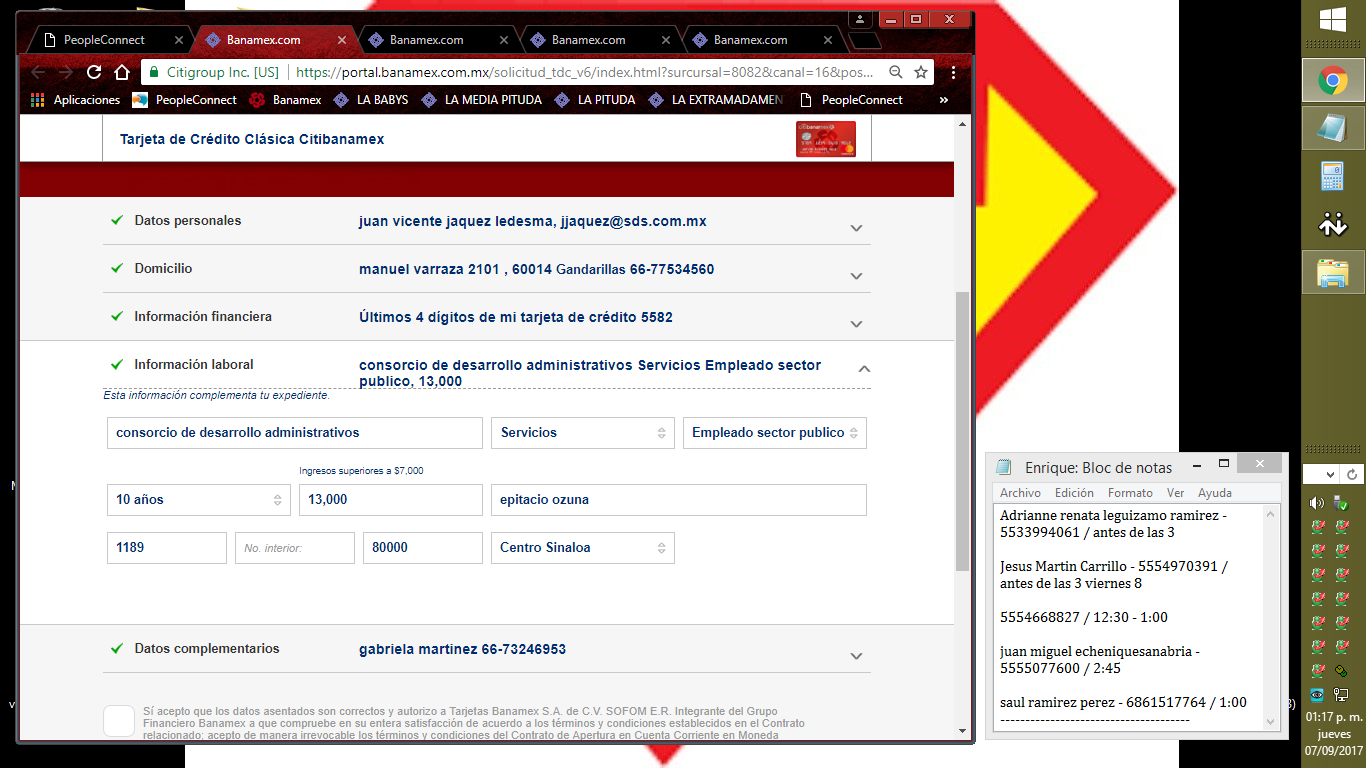 PeopleConnect
Banamex.com
Banamex.com
Banamex.com
Banamex.com
Citigroup Inc. [US]
https://portal.banamex.com.mx/solicitud_tdc_v6/index.html?surcursal=8082&canal=16&pos...
Aplicaciones
PeopleConnect
Banamex
LA BABYS
LA MEDIA PITUDA
LA PITUDA
LA EXTRAMADAMEN
PeopleConnect
»
Tarjeta de Crédito Clásica Citibanamex
Datos personales
juan vicente jaquez ledesma, jjaquez@sds.com.mx
Domicilio
manuel varraza 2101 , 60014 Gandarillas 66-77534560
Información financiera
Últimos 4 dígitos de mi tarjeta de crédito 5582
Información laboral
consorcio de desarrollo administrativos Servicios Empleado sector
publico, 13,000
Esta información complementa tu expediente.
consorcio de desarrollo administrativos
Servicios
Empleado sector publico
Ingresos superiores a $7,000
10 años
13,000
epitacio ozuna
1189
No. interior:
80000
Centro Sinaloa
Datos complementarios
gabriela martinez 66-73246953
Sí acepto que los datos asentados son correctos y autorizo a Tarjetas Banamex S.A. de C.V. SOFOM E.R. Integrante del Grupo
Financiero Banamex a que compruebe en su entera satisfacción de acuerdo a los términos y condiciones establecidos en el Contrato
relacionado; acepto de manera irrevocable los términos y condiciones del Contrato de Apertura en Cuenta Corriente en Moneda
Enrique: Bloc de notas
Archivo Edición Formato Ver Ayuda
Adrianne renata leguizamo ramirez -
5533994061 / antes de las 3
Jesus Martin Carrillo - 5554970391 /
antes de las 3 viernes 8
5554668827 / 12:30 - 1:00
juan miguel echeniquesanabria -
5555077600 / 2:45
saul ramirez perez - 6861517764 / 1:00
--------------------------------------
01:17 p. m.
jueves
07/09/2017